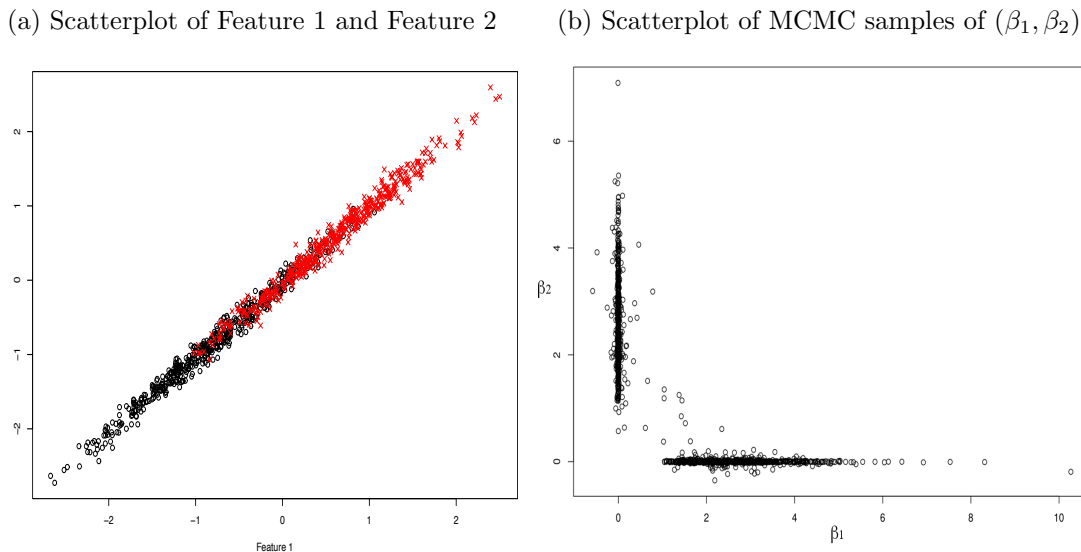 (a) Scatterplot of Feature 1 and Feature 2
(b) Scatterplot of MCMC samples of (β1, β2)
2
1
0
−1
−2
−2 −1 0 1 2
Feature 1
6
4
β2
2
0
0 2 4 6 8 10
β1